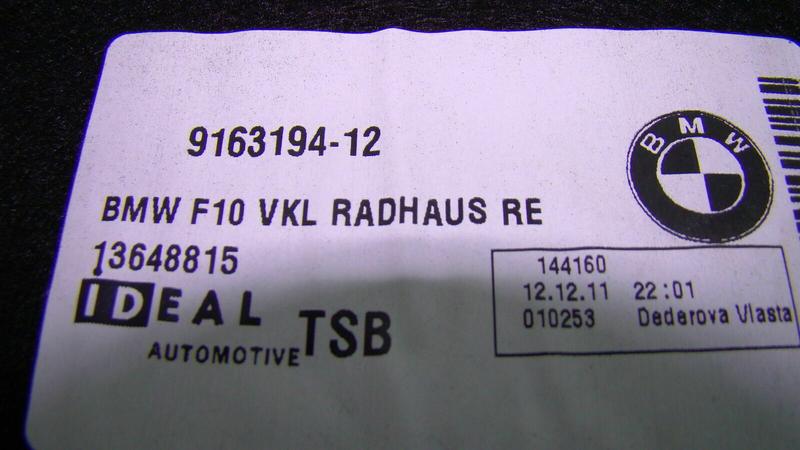 9163194-12
BMW
BMW F10 VKL RADHAUS RE
13648815
144160
12.12.11 22:01
010253 Dederova Vlasta
IDEAL
AUTOMOTIVE TSB